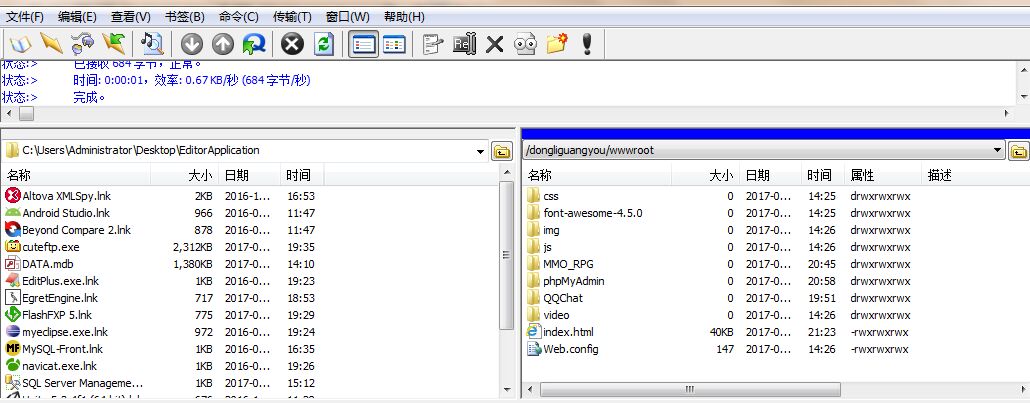 文件(F) 编辑(E) 查看(V) 书签(B) 命令(C) 传输(T) 窗口(W) 帮助(H)
状态:> 已接收 684 字节，正常。
状态:> 时间: 0:00:01，效率: 0.67 KB/秒 (684 字节/秒)
状态:> 完成。
C:\Users\Administrator\Desktop\EditorApplication
名称 大小 日期 时间
Altova XMLSpy.lnk 2KB 2016-1... 16:53
Android Studio.lnk 966 2016-0... 11:47
Beyond Compare 2.lnk 878 2016-0... 11:47
cuteftp.exe 2,312KB 2017-0... 19:35
DATA.mdb 1,380KB 2017-0... 14:10
EditPlus.exe.lnk 1KB 2016-0... 19:23
EgretEngine.lnk 717 2017-0... 18:53
FlashFXP 5.lnk 775 2017-0... 19:29
myeclipse.exe.lnk 972 2016-0... 19:24
MySQL-Front.lnk 1KB 2016-0... 16:35
navicat.exe.lnk 1KB 2016-0... 19:26
SQL Server Manageme... 1KB 2017-0... 15:12
/dongliguangyou/wwwroot
名称 大小 日期 时间 属性 描述
css 0 2017-0... 14:25 drwxrwxrwx
font-awesome-4.5.0 0 2017-0... 14:25 drwxrwxrwx
img 0 2017-0... 14:26 drwxrwxrwx
js 0 2017-0... 14:26 drwxrwxrwx
MMO_RPG 0 2017-0... 20:45 drwxrwxrwx
phpMyAdmin 0 2017-0... 20:58 drwxrwxrwx
QQChat 0 2017-0... 19:51 drwxrwxrwx
video 0 2017-0... 14:26 drwxrwxrwx
index.html 40KB 2017-0... 21:23 -rwxrwxrwx
Web.config 147 2017-0... 14:26 -rwxrwxrwx